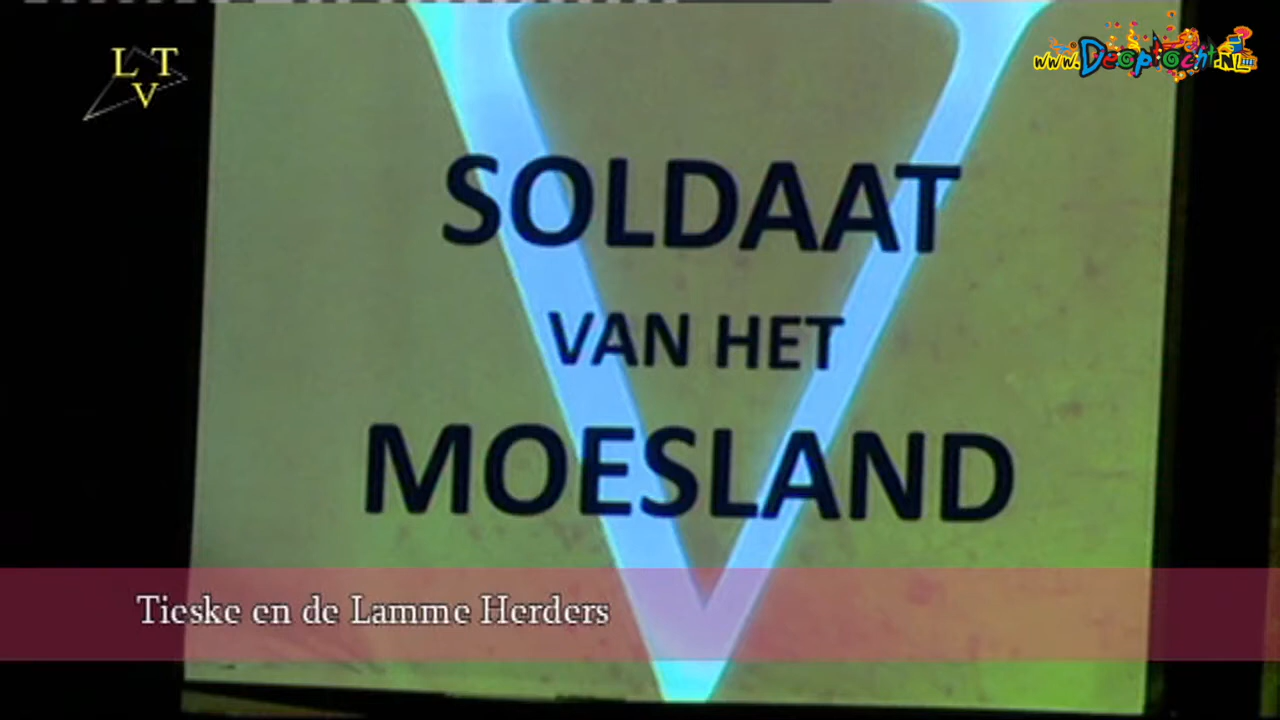 LTV
www.Deoptocht.NL
SOLDAAT
VAN HET
MOESLAND
Tieske en de Lamme Herders